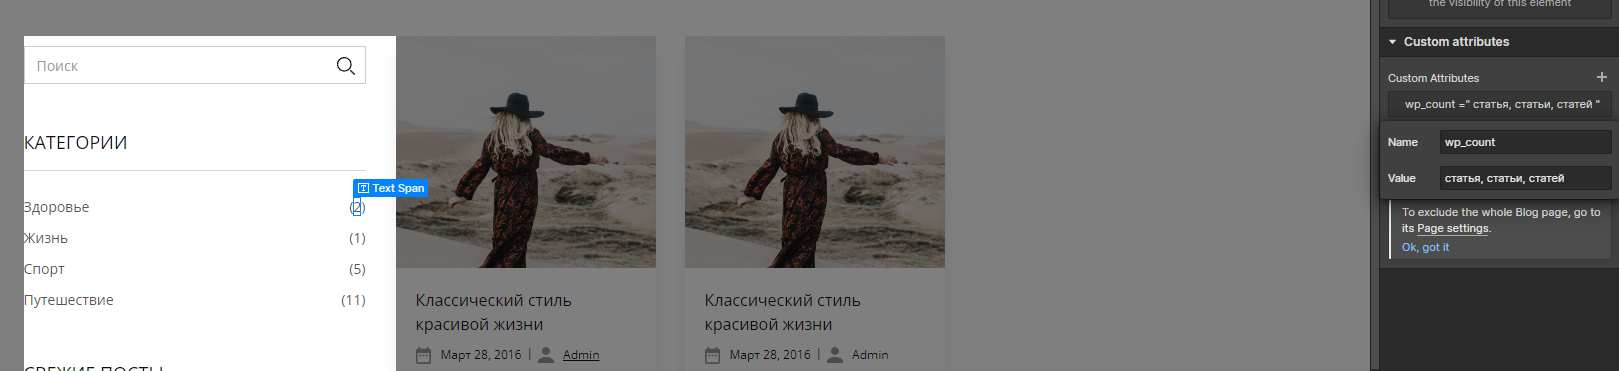 the visibility of this element
Custom attributes
Custom Attributes
wp_count =" статья, статьи, статей "
Name
wp_count
Value
статья, статьи, статей
To exclude the whole Blog page, go to
its Page settings.
Ok, got it
Поиск
КАТЕГОРИИ
Text Span
Здоровье (2)
Жизнь (1)
Спорт (5)
Путешествие (11)
СВЕЖИЕ ПОСТЫ
Классический стиль
красивой жизни
Март 28, 2016 | Admin
Классический стиль
красивой жизни
Март 28, 2016 | Admin